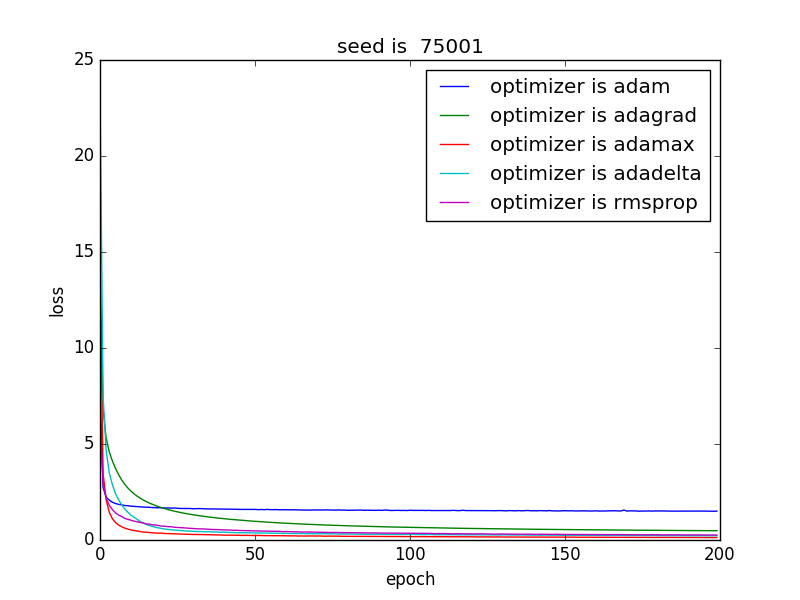 seed is 75001
25
20
15
10
5
0
loss
optimizer is adam
optimizer is adagrad
optimizer is adamax
optimizer is adadelta
optimizer is rmsprop
0 50 100 150 200
epoch